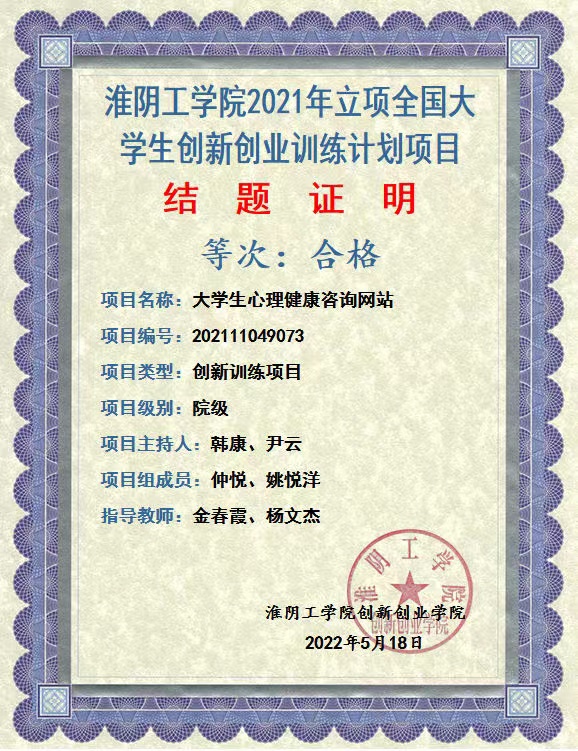 淮阴工学院2021年立项全国大
学生创新创业训练计划项目
结 题 证 明
等次：合格
项目名称：大学生心理健康咨询网站
项目编号：202111049073
项目类型：创新训练项目
项目级别：院级
项目主持人：韩康、尹云
项目组成员：仲悦、姚悦洋
指导教师：金春霞、杨文杰
淮阴工学院
创新创业学院
淮阴工学院创新创业学院
2022年5月18日